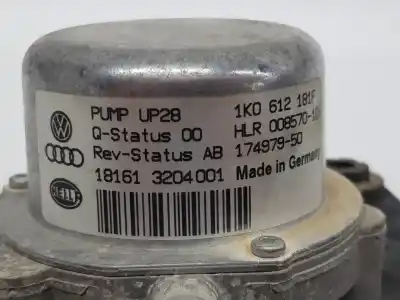 PUMP UP28
Q-Status 00
Rev-Status AB
18161 3204001
1K0 612 181F
HLR 008570-
174979-50
Made in Germany
HELLA